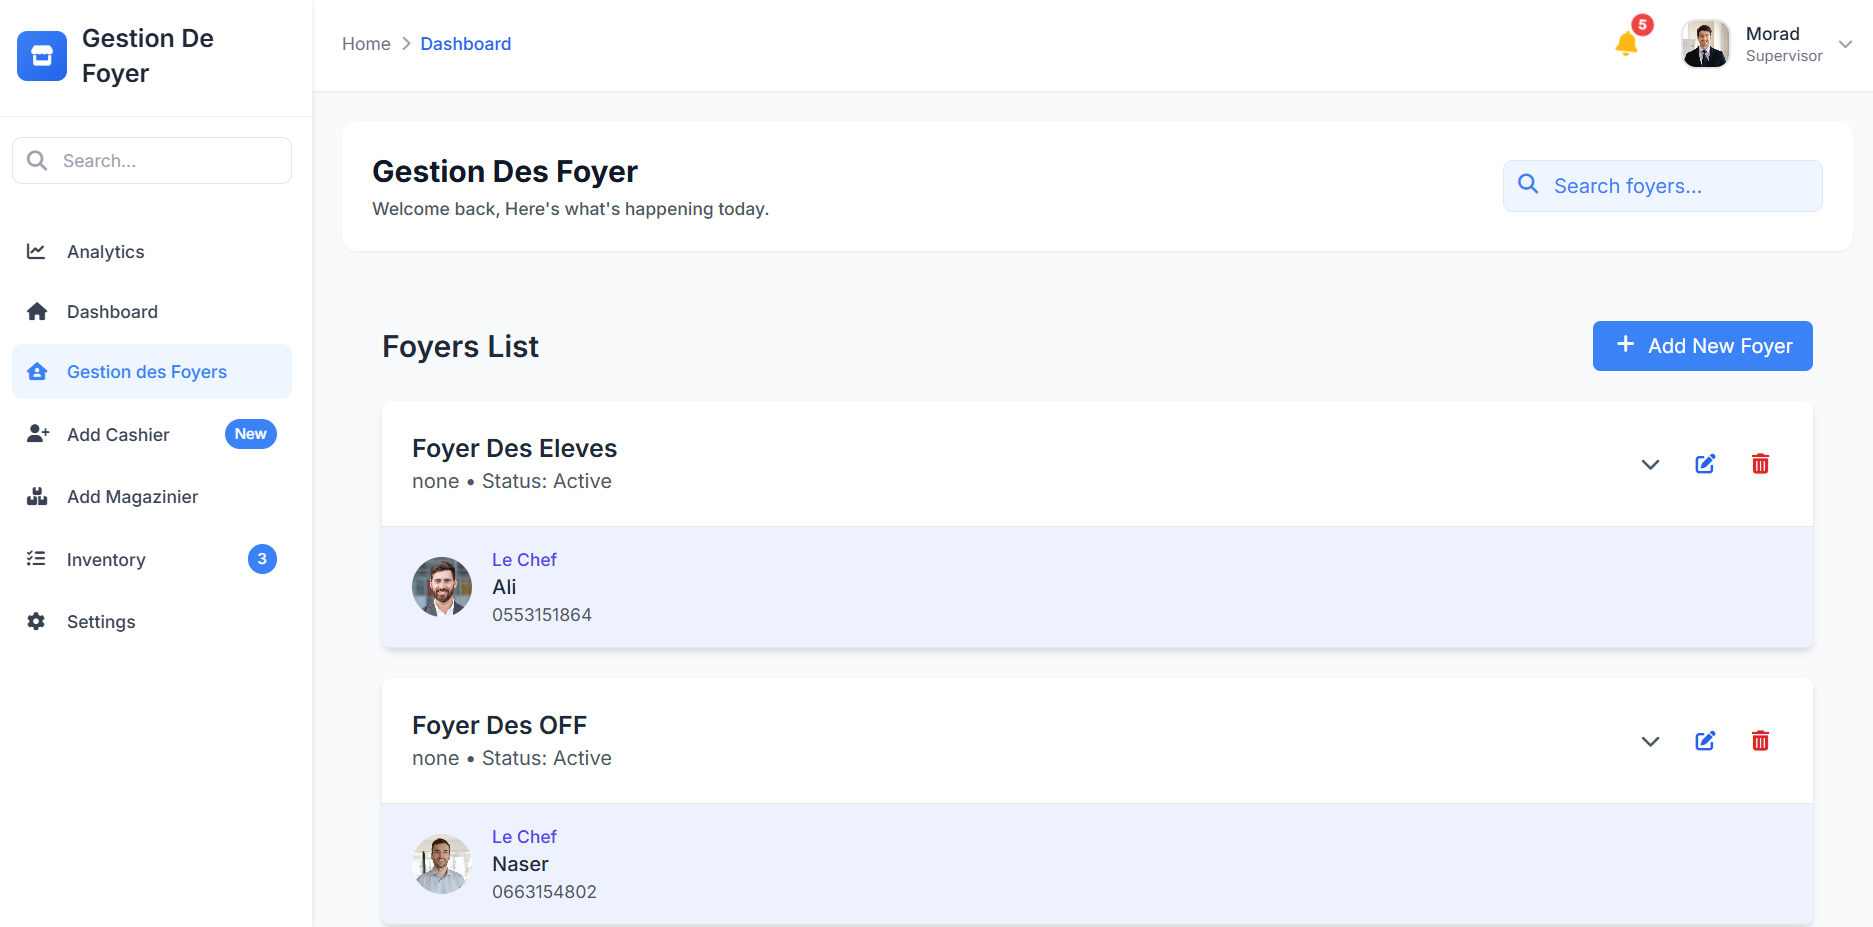 Gestion De
Foyer
Search...
Analytics
Dashboard
Gestion des Foyers
Add Cashier
New
Add Magazinier
Inventory
3
Settings
Home
Dashboard
5
Morad
Supervisor
Gestion Des Foyer
Welcome back, Here's what's happening today.
Search foyers...
Foyers List
Add New Foyer
Foyer Des Eleves
none • Status: Active
Le Chef
Ali
0553151864
Foyer Des OFF
none • Status: Active
Le Chef
Naser
0663154802